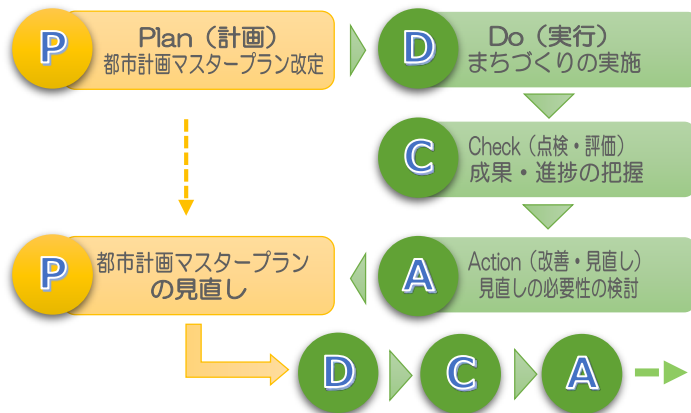 P
Plan（計画）
都市計画マスタープラン改定
D
Do（実行）
まちづくりの実施
C
Check（点検・評価）
成果・進捗の把握
P
都市計画マスタープラン
の見直し
A
Action（改善・見直し）
見直しの必要性の検討
D
C
A